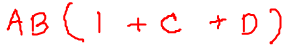 AB(1 + C + D)